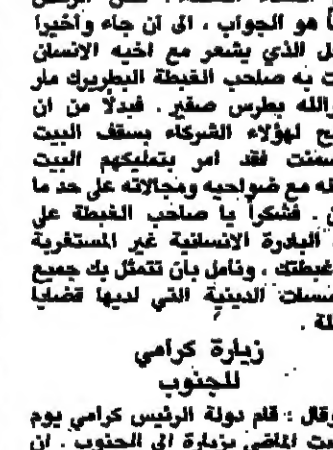 هو الجواب ، الى ان جاء وأخيرا
الذي يشعر مع اخيه الانسان
به صاحب الغبطة البطريرك مار
الله بطرس صفير . فبدلا من ان
لهؤلاء الشركاء بسقف البيت
فقد امر بتمليكهم البيت
مع ضواحيه ومجالاته على حد ما
فشكرا يا صاحب الغبطة على
البادرة الانسانية غير المستغربة
غبطتك ، ونأمل بان تتمثل بك جميع
الدينية التي لديها قضايا
زيارة كرامي
للجنوب
وقال : قام دولة الرئيس كرامي يوم
الماضي بزيارة الى الجنوب . ان